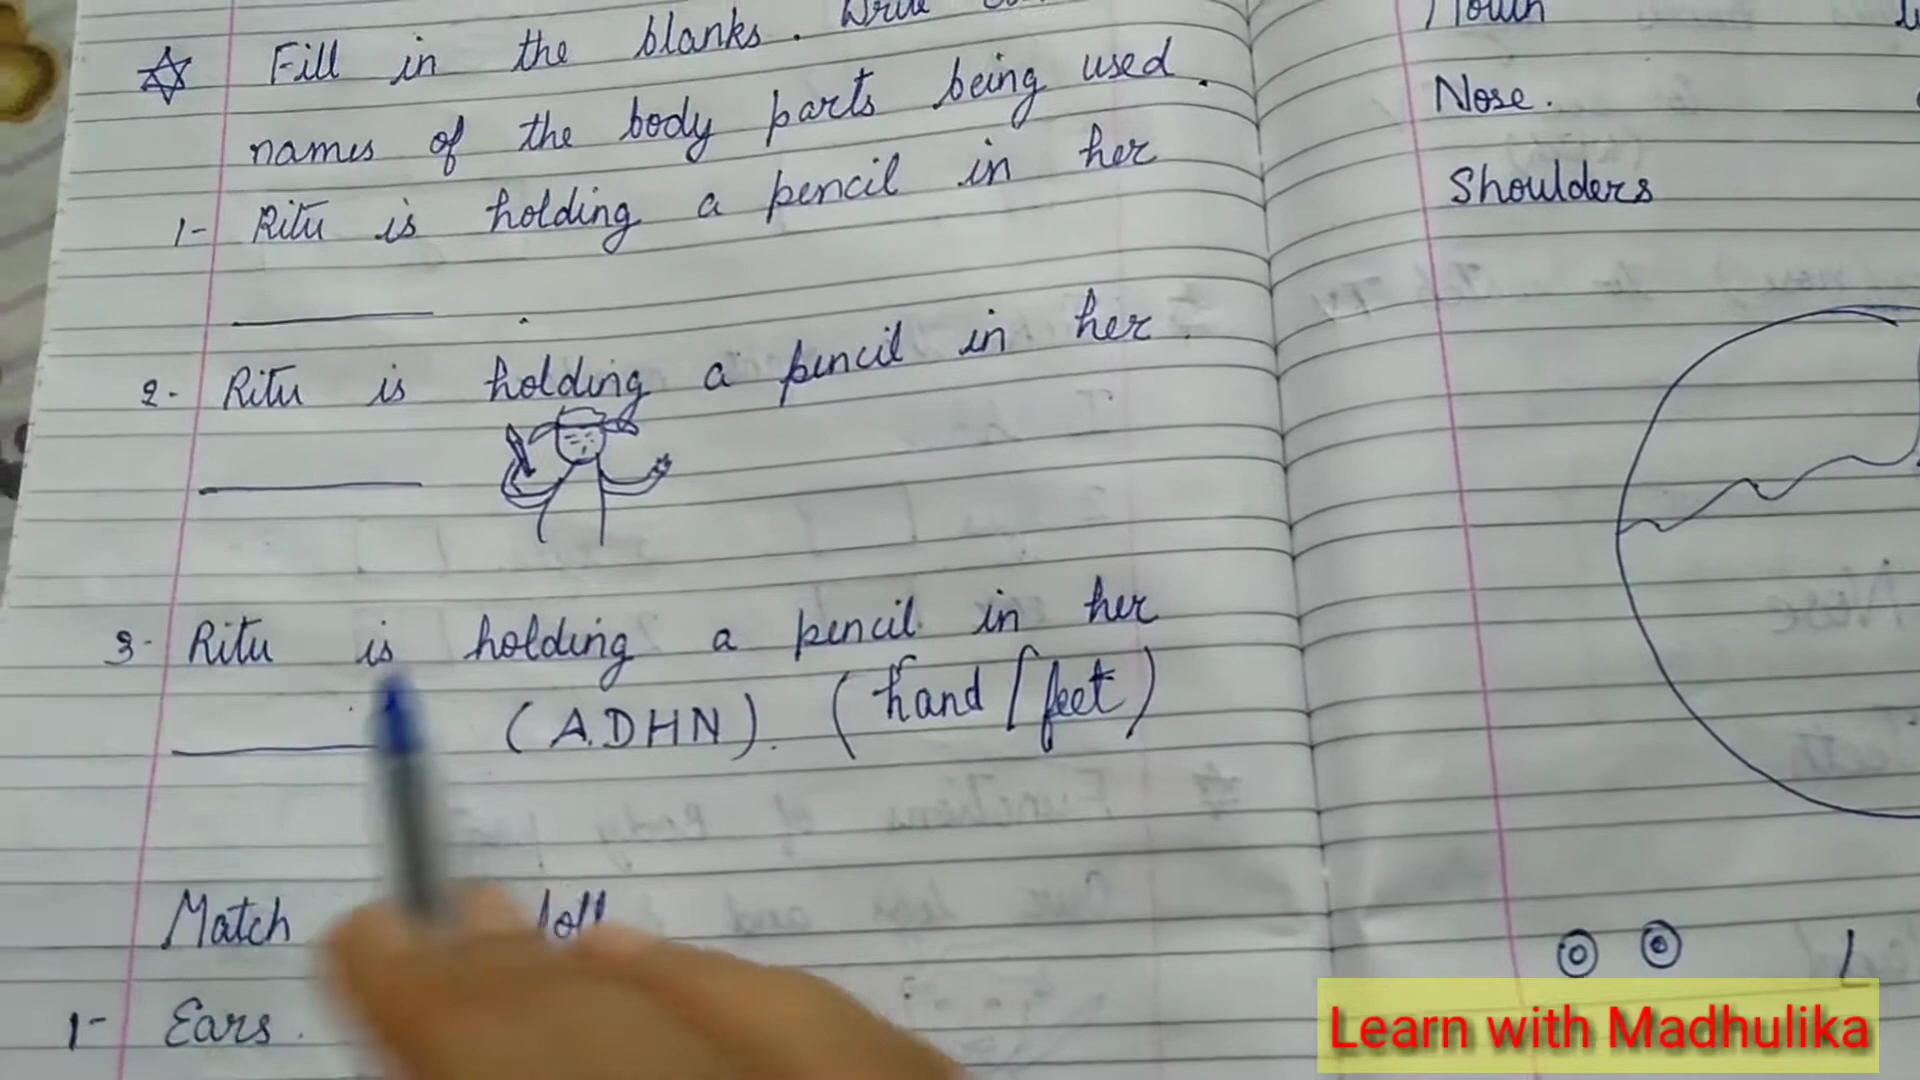 Fill in the blanks. Write
names of the body parts being used.
1- Ritu is holding a pencil in her
2- Ritu is holding a pencil in her.
3- Ritu is holding a pencil in her
(A.DHN). (hand/feet)
Match
1- Ears.
Mouth
Nose.
Shoulders
Learn with Madhulika